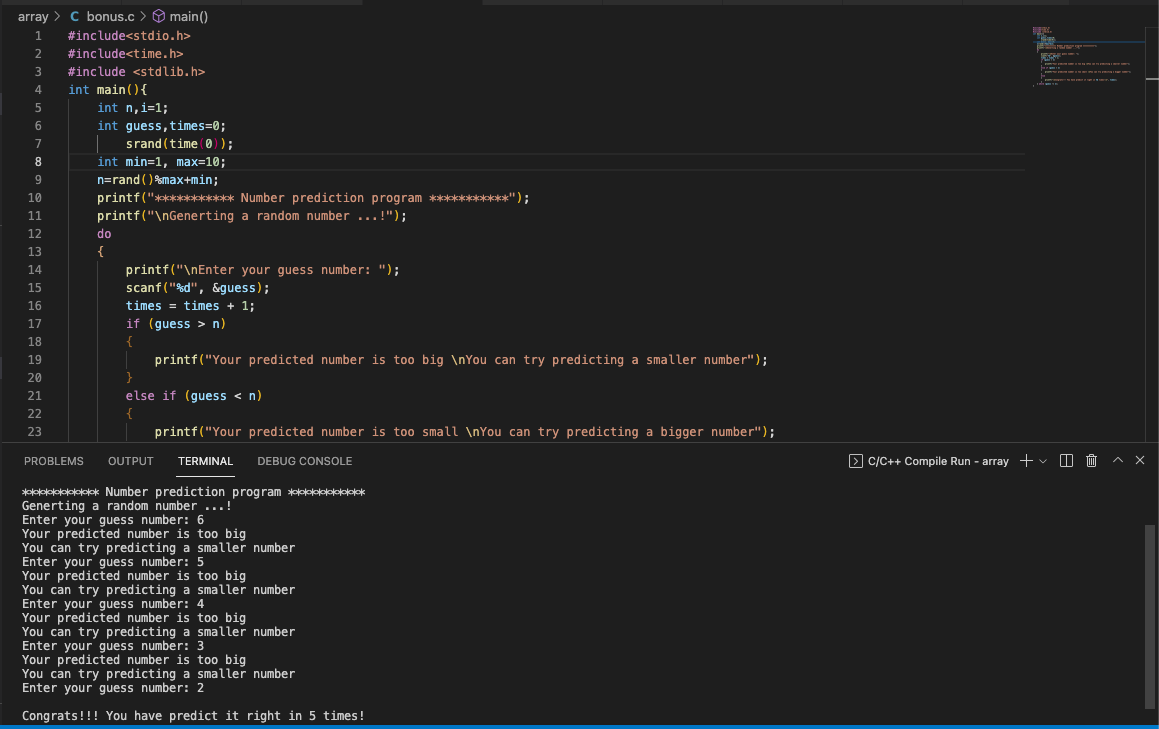 array > C bonus.c > main()
1 #include<stdio.h>
2 #include<time.h>
3 #include <stdlib.h>
4 int main(){
5 int n,i=1;
6 int guess,times=0;
7 srand(time(0));
8 int min=1, max=10;
9 n=rand()%max+min;
10 printf("*********** Number prediction program ***********");
11 printf("\nGenerting a random number ...!");
12 do
13 {
14 printf("\nEnter your guess number: ");
15 scanf("%d", &guess);
16 times = times + 1;
17 if (guess > n)
18 {
19 printf("Your predicted number is too big \nYou can try predicting a smaller number");
20 }
21 else if (guess < n)
22 {
23 printf("Your predicted number is too small \nYou can try predicting a bigger number");
PROBLEMS OUTPUT TERMINAL DEBUG CONSOLE C/C++ Compile Run - array
*********** Number prediction program ***********
Generting a random number ...!
Enter your guess number: 6
Your predicted number is too big
You can try predicting a smaller number
Enter your guess number: 5
Your predicted number is too big
You can try predicting a smaller number
Enter your guess number: 4
Your predicted number is too big
You can try predicting a smaller number
Enter your guess number: 3
Your predicted number is too big
You can try predicting a smaller number
Enter your guess number: 2
Congrats!!! You have predict it right in 5 times!